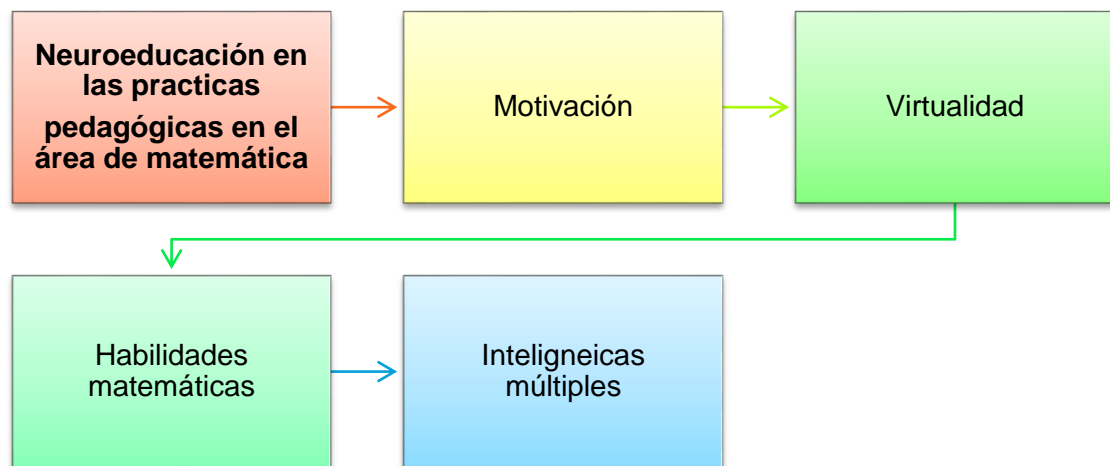 Neuroeducación en
las practicas
pedagógicas en el
área de matemática
Motivación
Virtualidad
Habilidades
matemáticas
Inteligneicas
múltiples